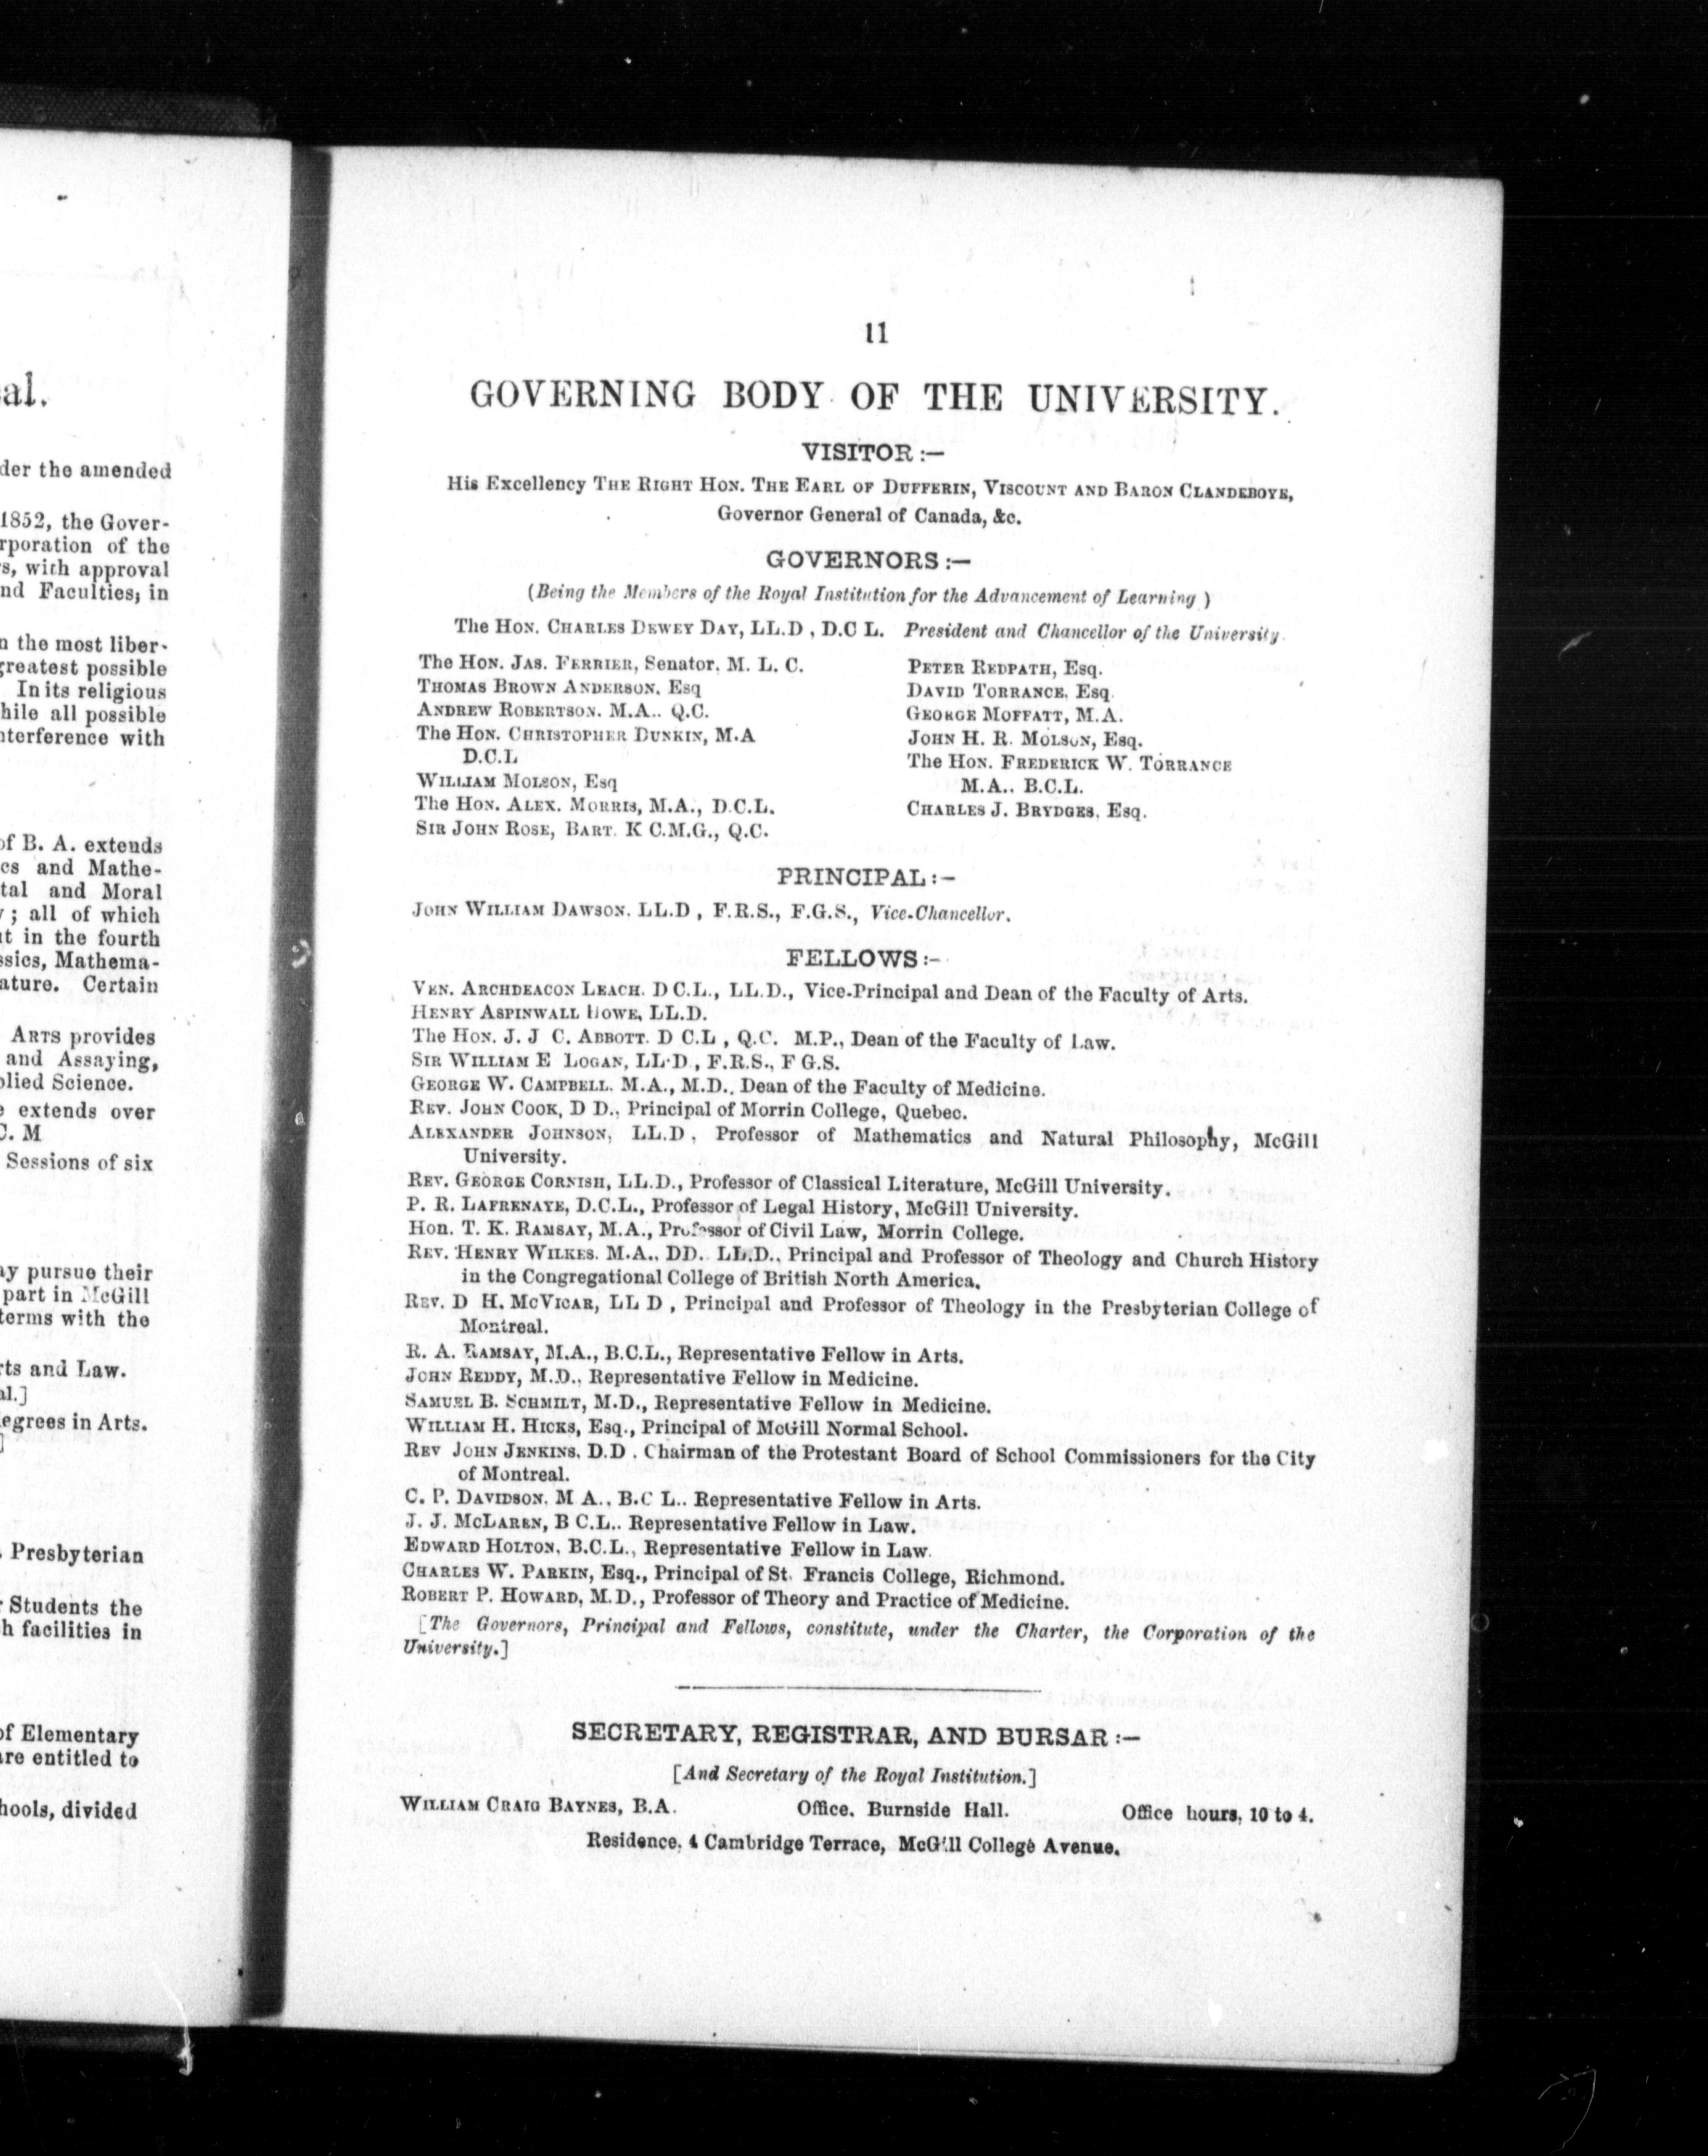 al.
der the amended
1852, the Gover-
rporation of the
s, with approval
nd Faculties; in
n the most liber-
greatest possible
In its religious
hile all possible
nterference with
of B. A. extends
cs and Mathe-
tal and Moral
; all of which
t in the fourth
ssics, Mathema-
ature. Certain
ARTS provides
and Assaying,
plied Science.
e extends over
C. M
Sessions of six
ay pursue their
part in McGill
terms with the
rts and Law.
al.]
egrees in Arts.
]
Presbyterian
r Students the
h facilities in
of Elementary
are entitled to
hools, divided
11
GOVERNING BODY OF THE UNIVERSITY.
VISITOR :—
His Excellency THE RIGHT HON. THE EARL OF DUFFERIN, VISCOUNT AND BARON CLANDEBOYE,
Governor General of Canada, &c.
GOVERNORS :—
(Being the Members of the Royal Institution for the Advancement of Learning )
The HON. CHARLES DEWEY DAY, LL.D , D.C L. President and Chancellor of the University.
The HON. JAS. FERRIER, Senator. M. L. C.
THOMAS BROWN ANDERSON, Esq
ANDREW ROBERTSON. M.A.. Q.C.
The HON. CHRISTOPHER DUNKIN, M.A
D.C.L
WILLIAM MOLSON, Esq
The HON. ALEX. MORRIS, M.A., D.C.L.
SIR JOHN ROSE, BART. K C.M.G., Q.C.
PETER REDPATH, Esq.
DAVID TORRANCE, Esq.
GEORGE MOFFATT, M.A.
JOHN H. R. MOLSON, Esq.
The HON. FREDERICK W. TORRANCE
M.A.. B.C.L.
CHARLES J. BRYDGES, Esq.
PRINCIPAL :—
JOHN WILLIAM DAWSON. LL.D , F.R.S., F.G.S., Vice-Chancellor.
FELLOWS :—
VEN. ARCHDEACON LEACH. D C.L., LL.D., Vice-Principal and Dean of the Faculty of Arts.
HENRY ASPINWALL HOWE, LL.D.
The HON. J. J C. ABBOTT. D C.L , Q.C. M.P., Dean of the Faculty of Law.
SIR WILLIAM E LOGAN, LL.D., F.R.S., F G.S.
GEORGE W. CAMPBELL. M.A., M.D., Dean of the Faculty of Medicine.
REV. JOHN COOK, D D., Principal of Morrin College, Quebec.
ALEXANDER JOHNSON, LL.D , Professor of Mathematics and Natural Philosophy, McGill
University.
REV. GEORGE CORNISH, LL.D., Professor of Classical Literature, McGill University.
P. R. LAFRENAYE, D.C.L., Professor of Legal History, McGill University.
Hon. T. K. RAMSAY, M.A., Professor of Civil Law, Morrin College.
REV. HENRY WILKES. M.A., DD. LL.D., Principal and Professor of Theology and Church History
in the Congregational College of British North America.
REV. D H. MCVICAR, LL D , Principal and Professor of Theology in the Presbyterian College of
Montreal.
R. A. RAMSAY, M.A., B.C.L., Representative Fellow in Arts.
JOHN REDDY, M.D., Representative Fellow in Medicine.
SAMUEL B. SCHMILT, M.D., Representative Fellow in Medicine.
WILLIAM H. HICKS, Esq., Principal of McGill Normal School.
REV JOHN JENKINS, D.D . Chairman of the Protestant Board of School Commissioners for the City
of Montreal.
C. P. DAVIDSON, M A., B.C L.. Representative Fellow in Arts.
J. J. MCLAREN, B C.L.. Representative Fellow in Law.
EDWARD HOLTON, B.C.L., Representative Fellow in Law.
CHARLES W. PARKIN, Esq., Principal of St. Francis College, Richmond.
ROBERT P. HOWARD, M.D., Professor of Theory and Practice of Medicine.
[The Governors, Principal and Fellows, constitute, under the Charter, the Corporation of the
University.]
SECRETARY, REGISTRAR, AND BURSAR :—
[And Secretary of the Royal Institution.]
WILLIAM CRAIG BAYNES, B.A. Office. Burnside Hall. Office hours, 10 to 4.
Residence, 4 Cambridge Terrace, McGill College Avenue.